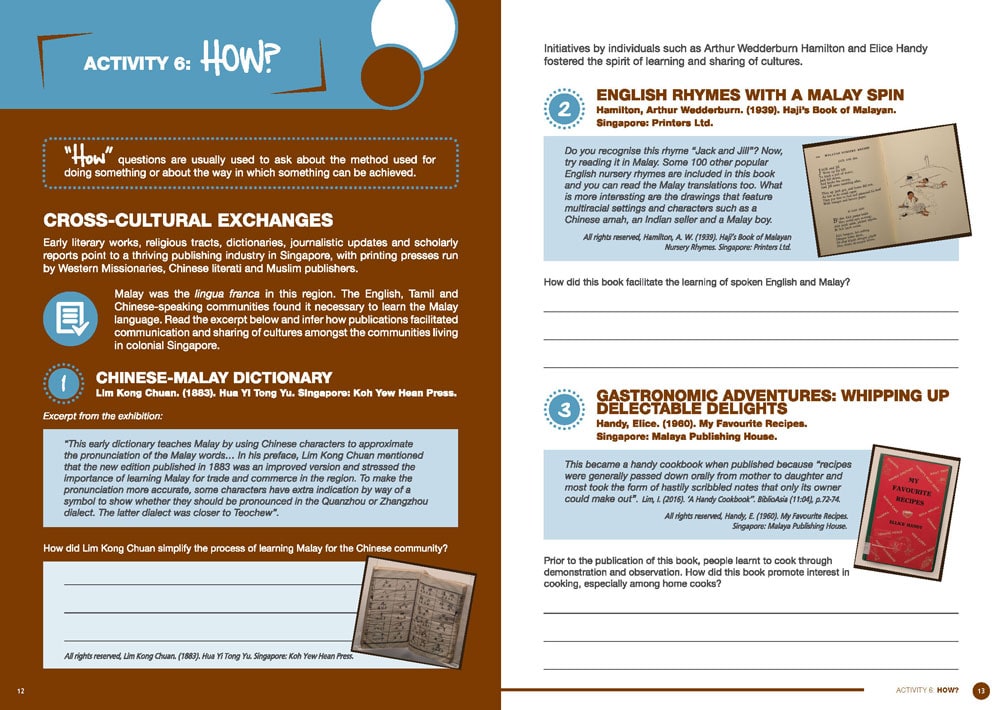 ACTIVITY 6: HOW?
"How" questions are usually used to ask about the method used for
doing something or about the way in which something can be achieved.
CROSS-CULTURAL EXCHANGES
Early literary works, religious tracts, dictionaries, journalistic updates and scholarly
reports point to a thriving publishing industry in Singapore, with printing presses run
by Western Missionaries, Chinese literati and Muslim publishers.
Malay was the lingua franca in this region. The English, Tamil and
Chinese-speaking communities found it necessary to learn the Malay
language. Read the excerpt below and infer how publications facilitated
communication and sharing of cultures amongst the communities living
in colonial Singapore.
1
CHINESE-MALAY DICTIONARY
Lim Kong Chuan. (1883). Hua Yi Tong Yu. Singapore: Koh Yew Hean Press.
Excerpt from the exhibition:
"This early dictionary teaches Malay by using Chinese characters to approximate
the pronunciation of the Malay words… In his preface, Lim Kong Chuan mentioned
that the new edition published in 1883 was an improved version and stressed the
importance of learning Malay for trade and commerce in the region. To make the
pronunciation more accurate, some characters have extra indication by way of a
symbol to show whether they should be pronounced in the Quanzhou or Zhangzhou
dialect. The latter dialect was closer to Teochew".
How did Lim Kong Chuan simplify the process of learning Malay for the Chinese community?
All rights reserved, Lim Kong Chuan. (1883). Hua Yi Tong Yu. Singapore: Koh Yew Hean Press.
12
Initiatives by individuals such as Arthur Wedderburn Hamilton and Elice Handy
fostered the spirit of learning and sharing of cultures.
2
ENGLISH RHYMES WITH A MALAY SPIN
Hamilton, Arthur Wedderburn. (1939). Haji's Book of Malayan.
Singapore: Printers Ltd.
Do you recognise this rhyme "Jack and Jill"? Now,
try reading it in Malay. Some 100 other popular
English nursery rhymes are included in this book
and you can read the Malay translations too. What
is more interesting are the drawings that feature
multiracial settings and characters such as a
Chinese amah, an Indian seller and a Malay boy.
All rights reserved, Hamilton, A. W. (1939). Haji's Book of Malayan
Nursery Rhymes. Singapore: Printers Ltd.
How did this book facilitate the learning of spoken English and Malay?
3
GASTRONOMIC ADVENTURES: WHIPPING UP
DELECTABLE DELIGHTS
Handy, Elice. (1960). My Favourite Recipes.
Singapore: Malaya Publishing House.
This became a handy cookbook when published because "recipes
were generally passed down orally from mother to daughter and
most took the form of hastily scribbled notes that only its owner
could make out". Lim, I. (2016). "A Handy Cookbook". BiblioAsia (11:04), p.72-74.
All rights reserved, Handy, E. (1960). My Favourite Recipes.
Singapore: Malaya Publishing House.
MY
FAVOURITE
RECIPES
ELLICE HANDY
Prior to the publication of this book, people learnt to cook through
demonstration and observation. How did this book promote interest in
cooking, especially among home cooks?
ACTIVITY 6: HOW?
13